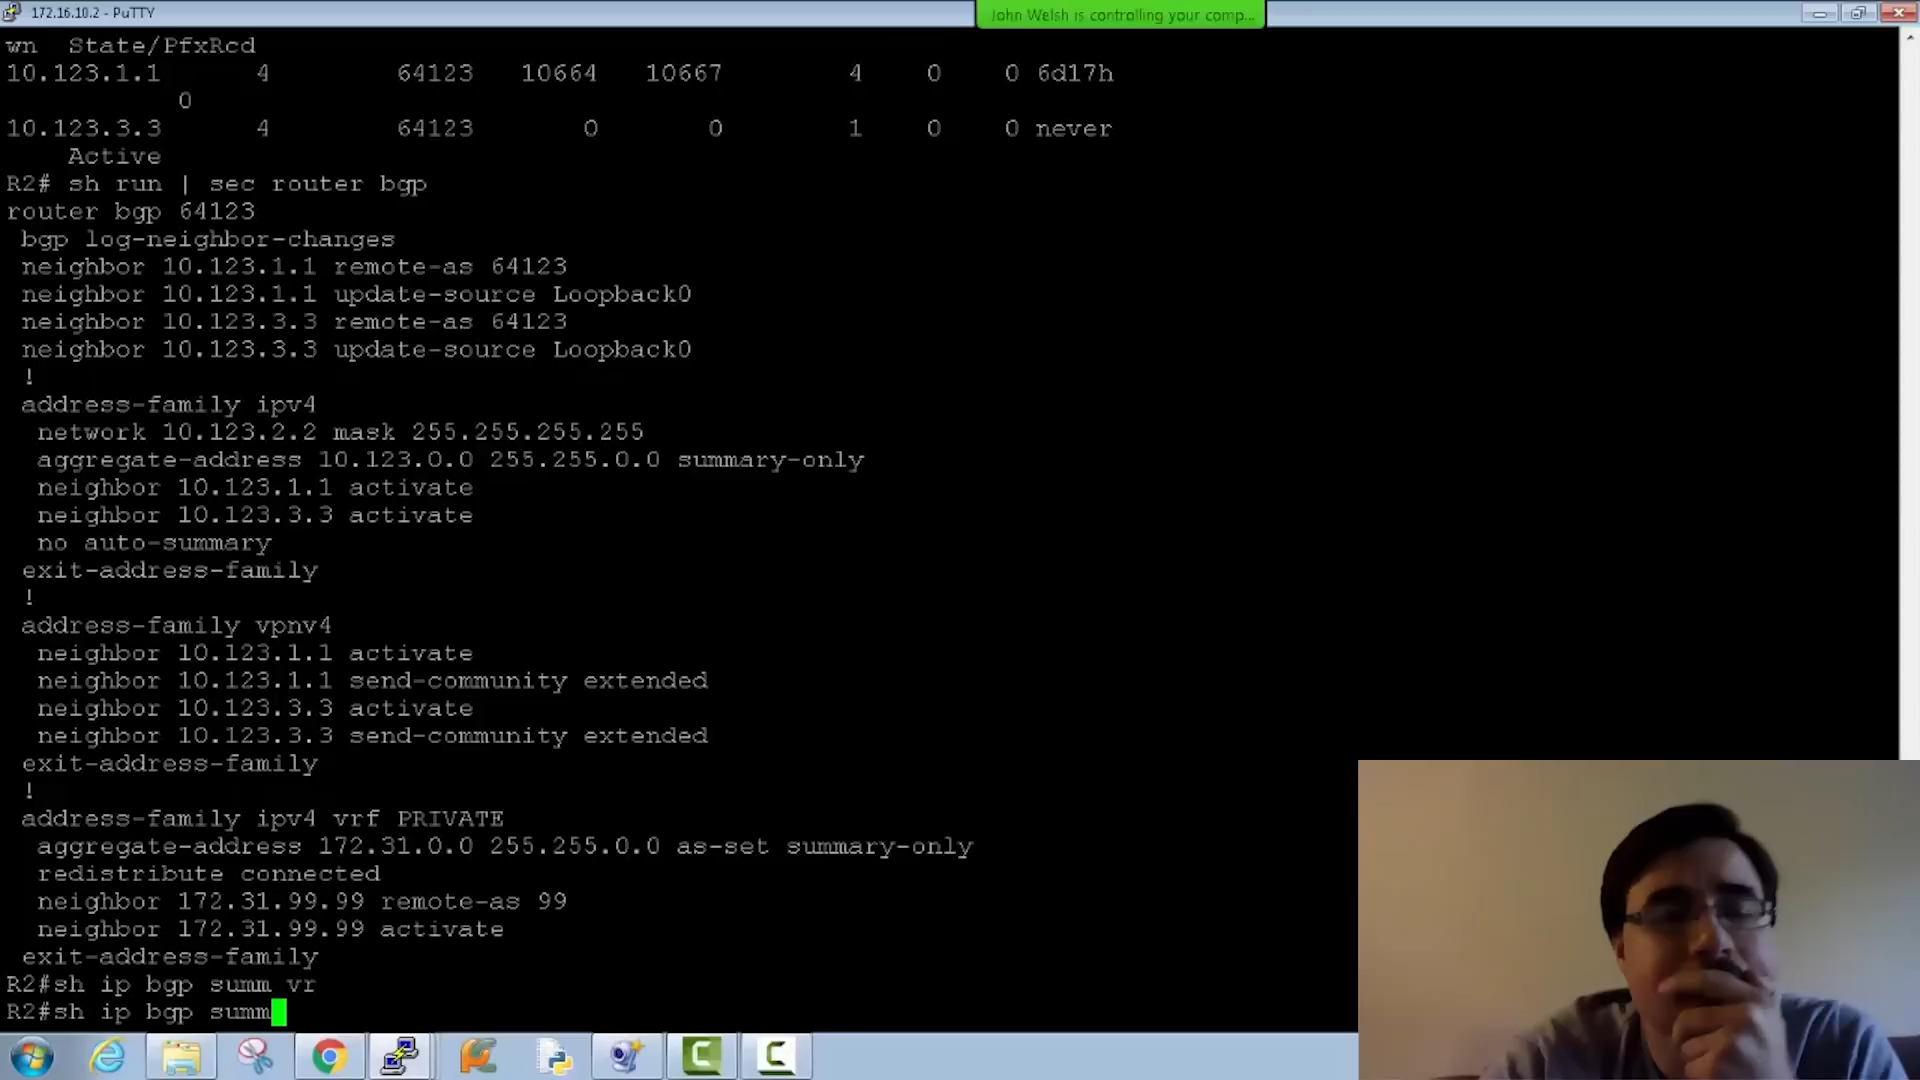 172.16.10.2 - PuTTY
John Welsh is controlling your comp...
wn  State/PfxRcd
10.123.1.1      4        64123   10664   10667        4    0    0 6d17h
           0
10.123.3.3      4        64123       0       0        1    0    0 never
    Active
R2# sh run | sec router bgp
router bgp 64123
 bgp log-neighbor-changes
 neighbor 10.123.1.1 remote-as 64123
 neighbor 10.123.1.1 update-source Loopback0
 neighbor 10.123.3.3 remote-as 64123
 neighbor 10.123.3.3 update-source Loopback0
 !
 address-family ipv4
  network 10.123.2.2 mask 255.255.255.255
  aggregate-address 10.123.0.0 255.255.0.0 summary-only
  neighbor 10.123.1.1 activate
  neighbor 10.123.3.3 activate
  no auto-summary
 exit-address-family
 !
 address-family vpnv4
  neighbor 10.123.1.1 activate
  neighbor 10.123.1.1 send-community extended
  neighbor 10.123.3.3 activate
  neighbor 10.123.3.3 send-community extended
 exit-address-family
 !
 address-family ipv4 vrf PRIVATE
  aggregate-address 172.31.0.0 255.255.0.0 as-set summary-only
  redistribute connected
  neighbor 172.31.99.99 remote-as 99
  neighbor 172.31.99.99 activate
 exit-address-family
R2#sh ip bgp summ vr
R2#sh ip bgp summ